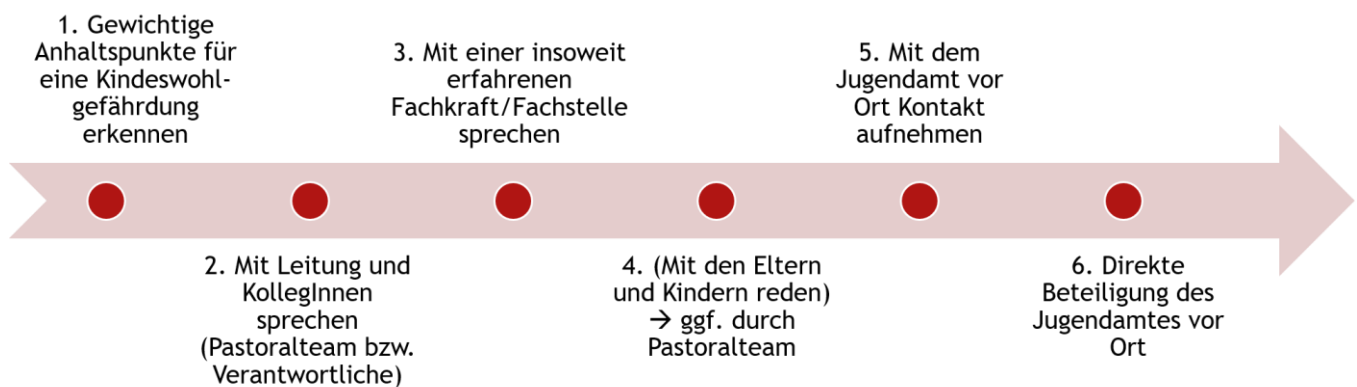 1. Gewichtige
Anhaltspunkte für
eine Kindeswohl-
gefährdung
erkennen
2. Mit Leitung und
KollegInnen
sprechen
(Pastoralteam bzw.
Verantwortliche)
3. Mit einer insoweit
erfahrenen
Fachkraft/Fachstelle
sprechen
4. (Mit den Eltern
und Kindern reden)
→ ggf. durch
Pastoralteam
5. Mit dem
Jugendamt vor
Ort Kontakt
aufnehmen
6. Direkte
Beteiligung des
Jugendamtes vor
Ort